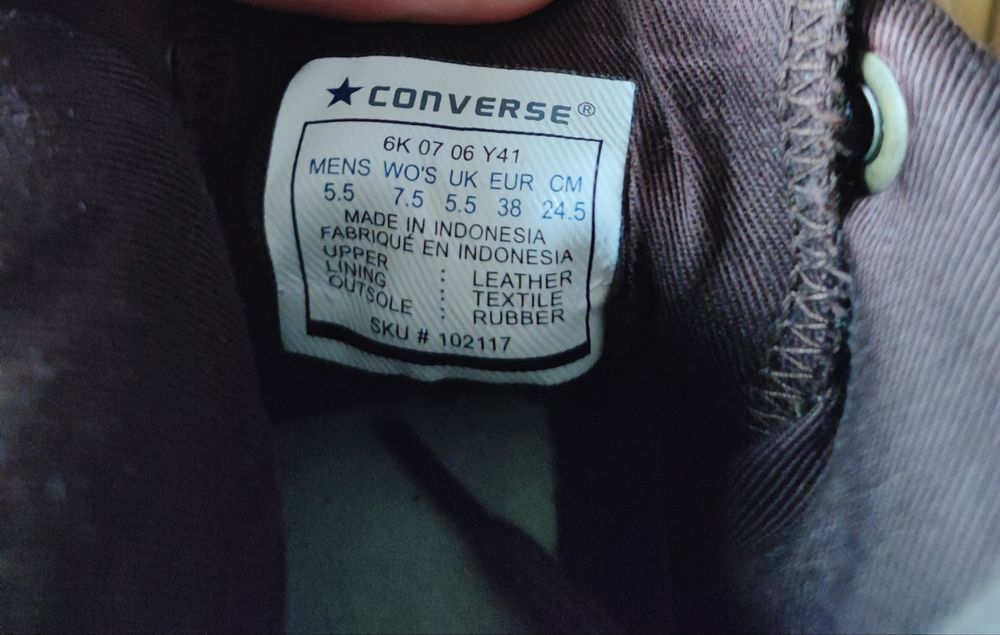 ★CONVERSE®
6K 07 06 Y41
MENS WO'S UK EUR CM
5.5 7.5 5.5 38 24.5
MADE IN INDONESIA
FABRIQUÉ EN INDONESIA
UPPER : LEATHER
LINING : TEXTILE
OUTSOLE : RUBBER
SKU # 102117